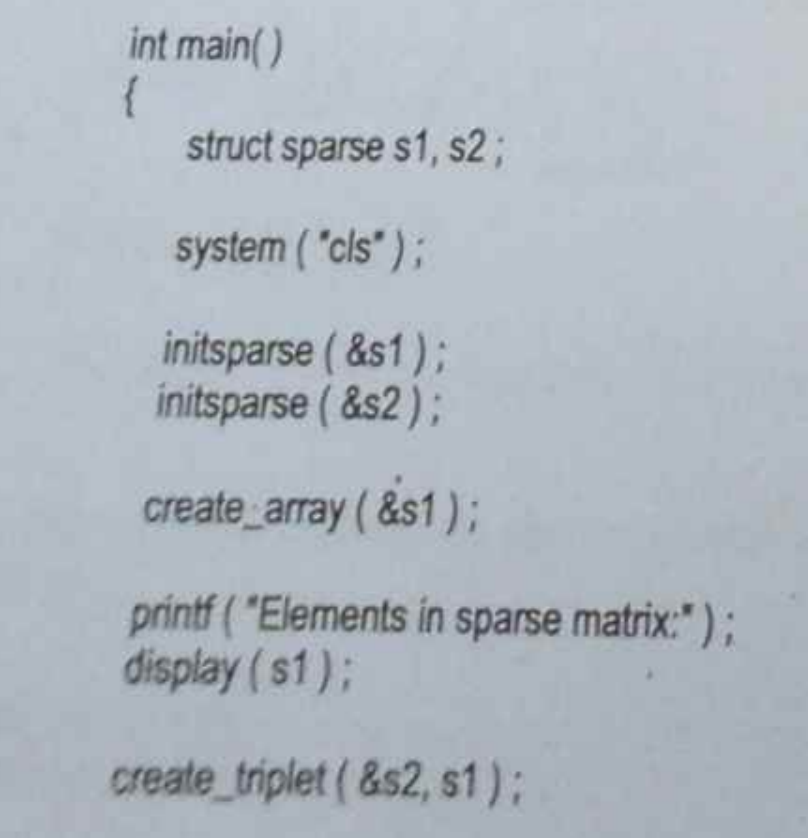 int main( )
{
struct sparse s1, s2 ;
system ( "cls" ) ;
initsparse ( &s1 ) ;
initsparse ( &s2 ) ;
create_array ( &s1 ) ;
printf ( "Elements in sparse matrix:" ) ;
display ( s1 ) ;
create_triplet ( &s2, s1 ) ;